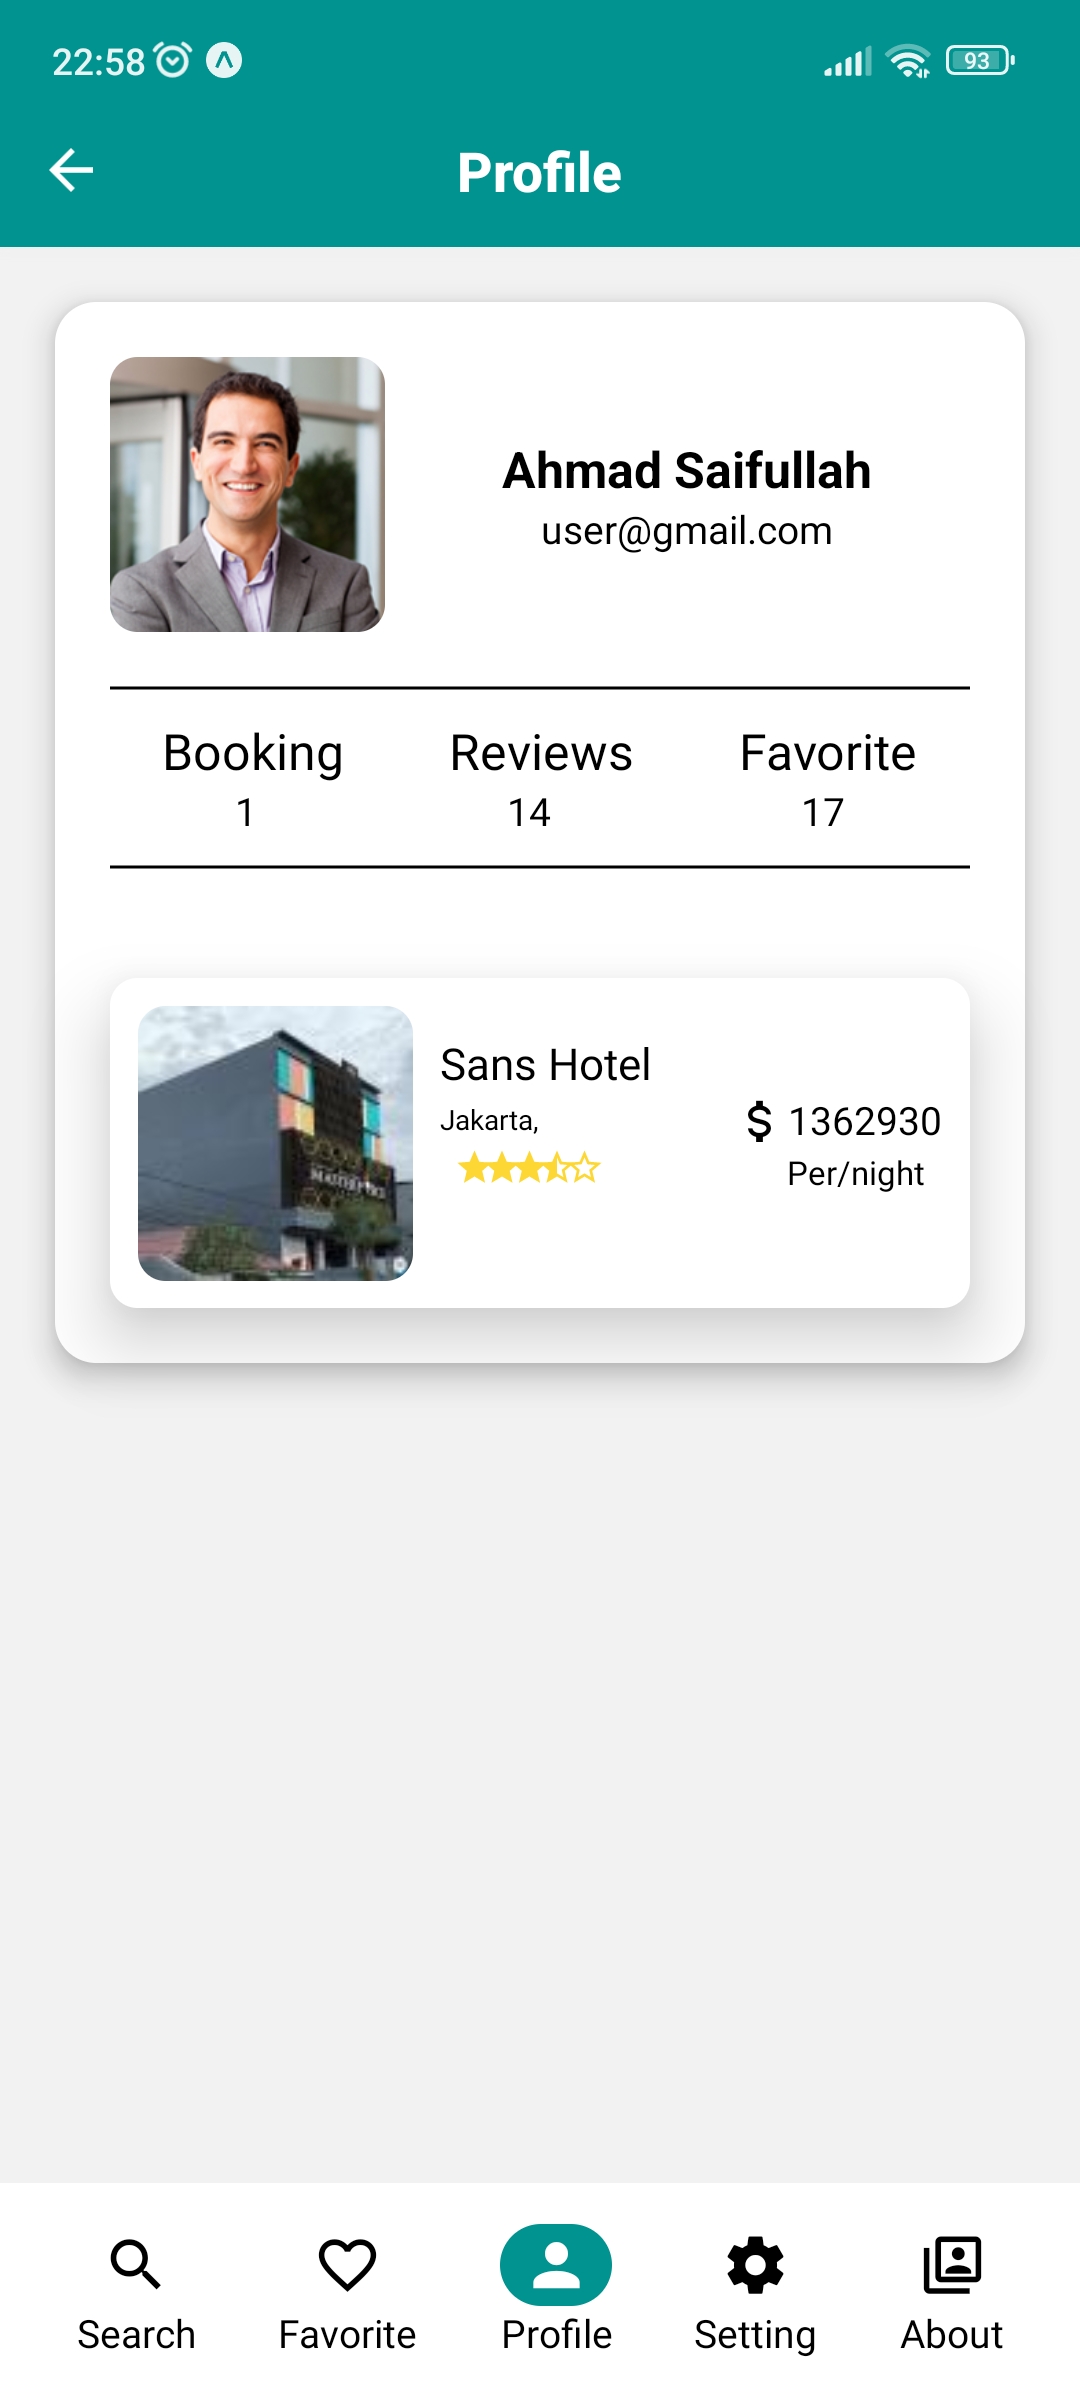 22:58
93
Profile
Ahmad Saifullah
user@gmail.com
Booking Reviews Favorite
1 14 17
Sans Hotel
Jakarta,
$ 1362930
Per/night
Search Favorite Profile Setting About